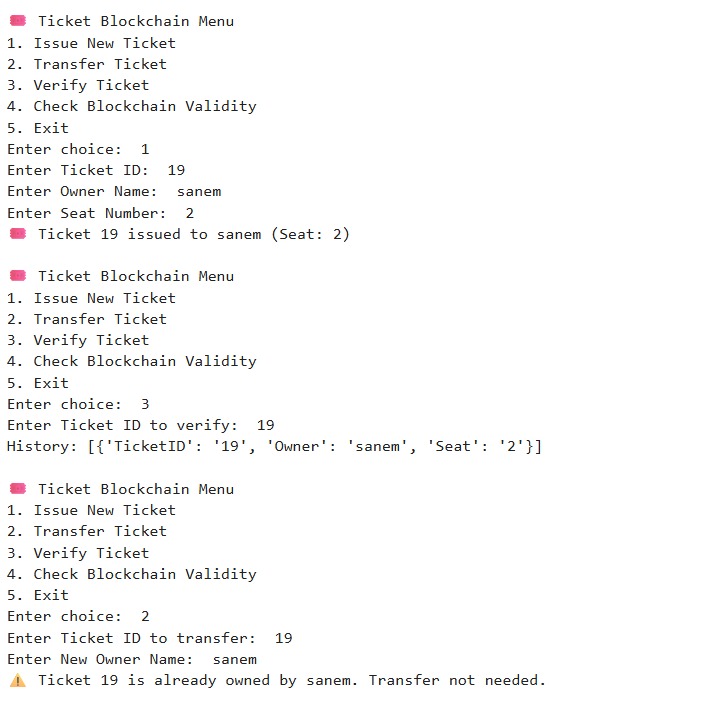 🎟️ Ticket Blockchain Menu
1. Issue New Ticket
2. Transfer Ticket
3. Verify Ticket
4. Check Blockchain Validity
5. Exit
Enter choice:  1
Enter Ticket ID:  19
Enter Owner Name:  sanem
Enter Seat Number:  2
🎟️ Ticket 19 issued to sanem (Seat: 2)

🎟️ Ticket Blockchain Menu
1. Issue New Ticket
2. Transfer Ticket
3. Verify Ticket
4. Check Blockchain Validity
5. Exit
Enter choice:  3
Enter Ticket ID to verify:  19
History: [{'TicketID': '19', 'Owner': 'sanem', 'Seat': '2'}]

🎟️ Ticket Blockchain Menu
1. Issue New Ticket
2. Transfer Ticket
3. Verify Ticket
4. Check Blockchain Validity
5. Exit
Enter choice:  2
Enter Ticket ID to transfer:  19
Enter New Owner Name:  sanem
⚠️ Ticket 19 is already owned by sanem. Transfer not needed.